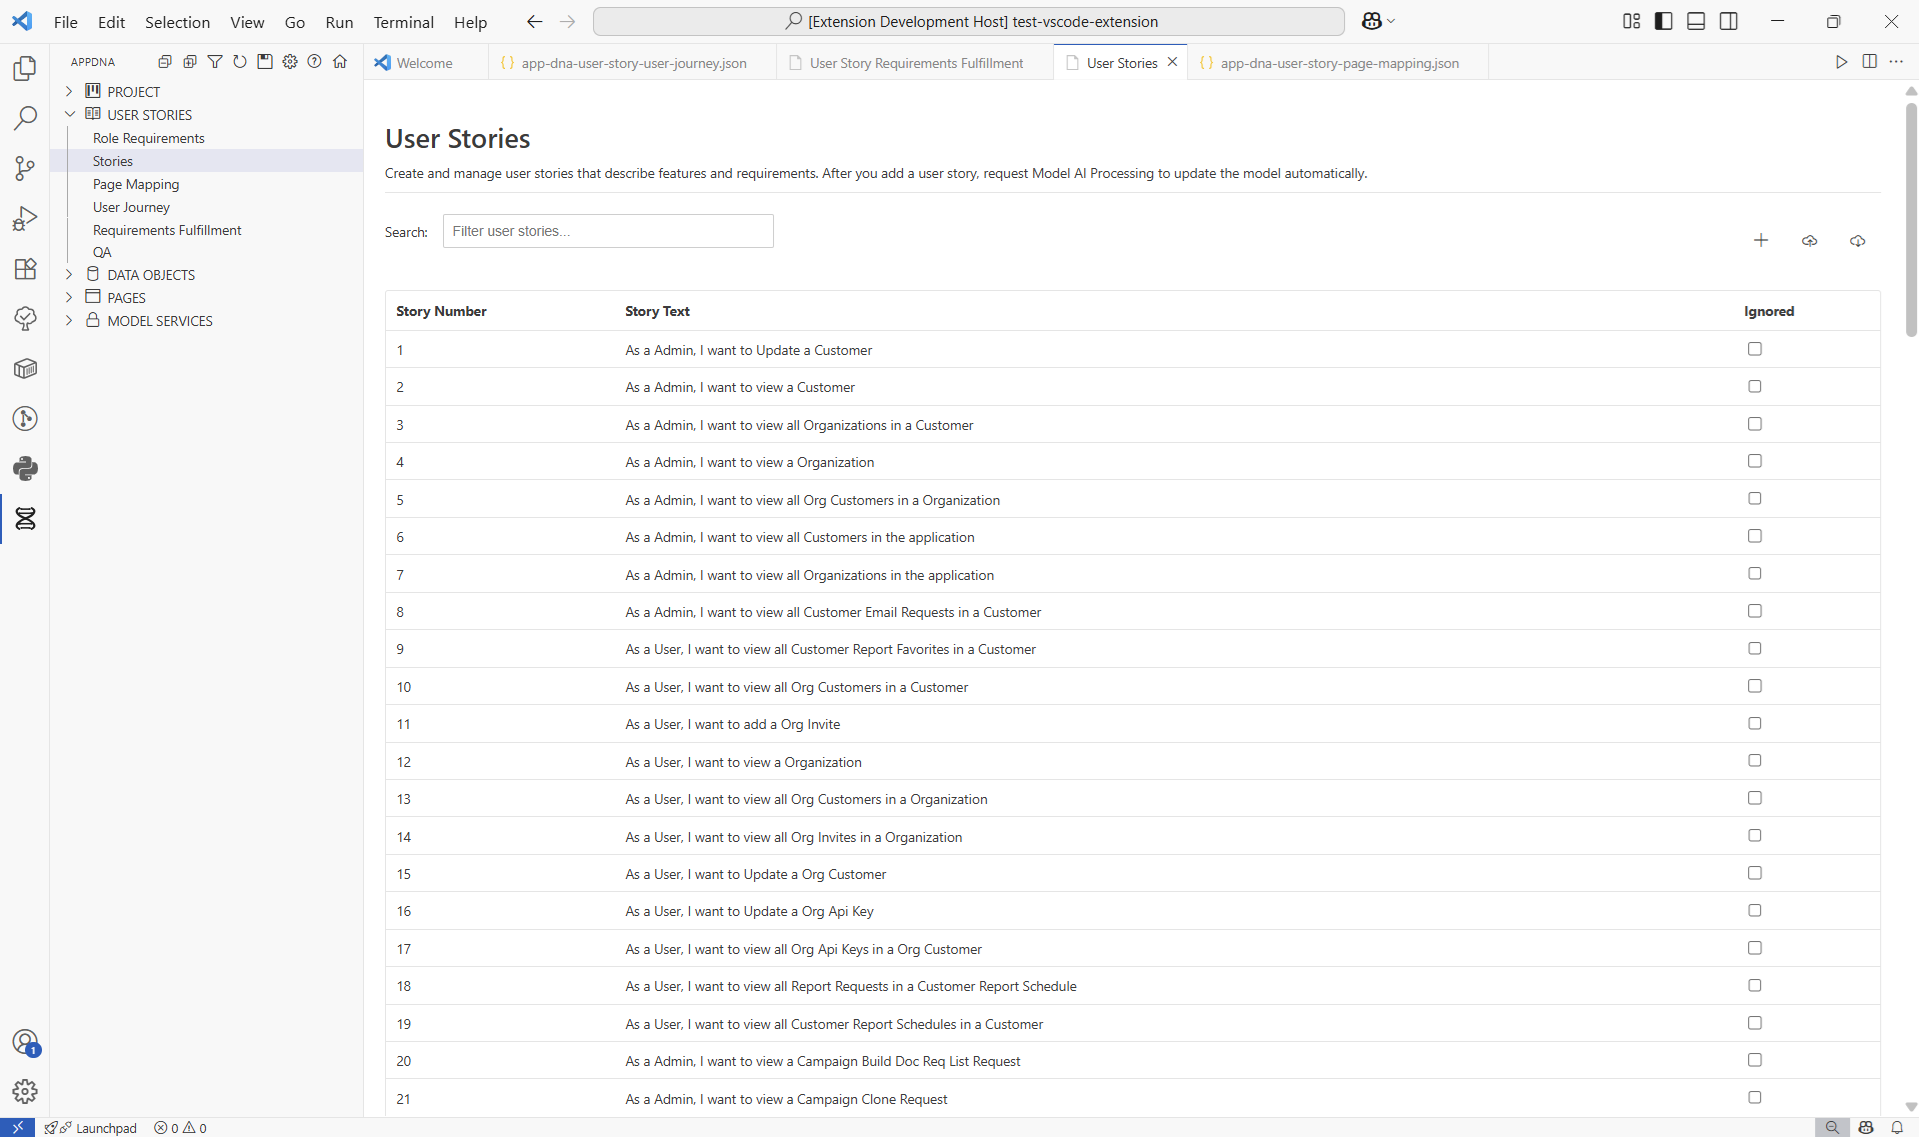 File Edit Selection View Go Run Terminal Help [Extension Development Host] test-vscode-extension
APPDNA
PROJECT
USER STORIES
Role Requirements
Stories
Page Mapping
User Journey
Requirements Fulfillment
QA
DATA OBJECTS
PAGES
MODEL SERVICES
Welcome {} app-dna-user-story-user-journey.json User Story Requirements Fulfillment User Stories {} app-dna-user-story-page-mapping.json
User Stories
Create and manage user stories that describe features and requirements. After you add a user story, request Model AI Processing to update the model automatically.
Search: Filter user stories...
Story Number Story Text Ignored
1 As a Admin, I want to Update a Customer
2 As a Admin, I want to view a Customer
3 As a Admin, I want to view all Organizations in a Customer
4 As a Admin, I want to view a Organization
5 As a Admin, I want to view all Org Customers in a Organization
6 As a Admin, I want to view all Customers in the application
7 As a Admin, I want to view all Organizations in the application
8 As a Admin, I want to view all Customer Email Requests in a Customer
9 As a User, I want to view all Customer Report Favorites in a Customer
10 As a User, I want to view all Org Customers in a Customer
11 As a User, I want to add a Org Invite
12 As a User, I want to view a Organization
13 As a User, I want to view all Org Customers in a Organization
14 As a User, I want to view all Org Invites in a Organization
15 As a User, I want to Update a Org Customer
16 As a User, I want to Update a Org Api Key
17 As a User, I want to view all Org Api Keys in a Org Customer
18 As a User, I want to view all Report Requests in a Customer Report Schedule
19 As a User, I want to view all Customer Report Schedules in a Customer
20 As a Admin, I want to view a Campaign Build Doc Req List Request
21 As a Admin, I want to view a Campaign Clone Request
1
Launchpad 0 0